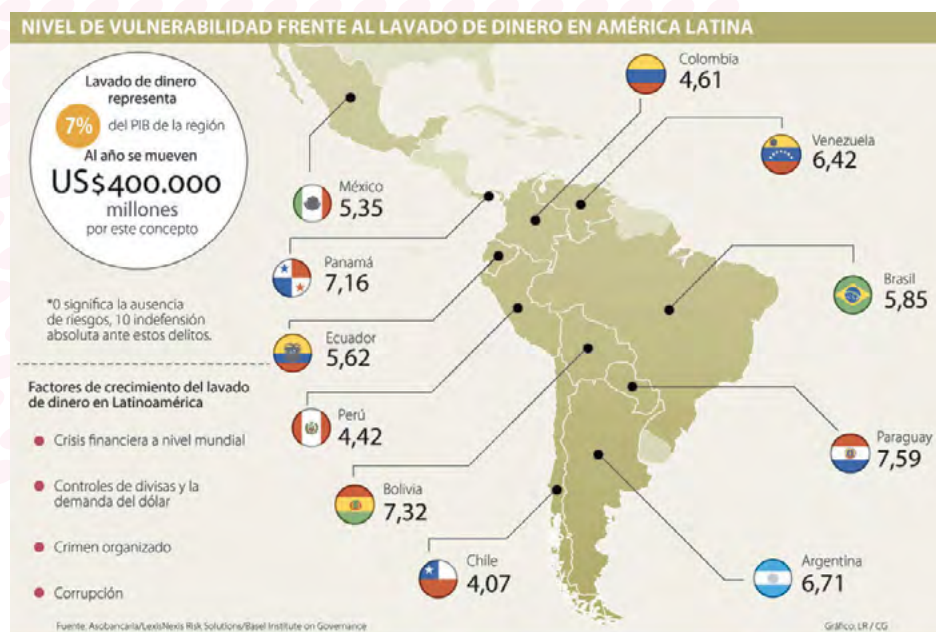 NIVEL DE VULNERABILIDAD FRENTE AL LAVADO DE DINERO EN AMÉRICA LATINA
Lavado de dinero
representa
7% del PIB de la región
Al año se mueven
US$400.000
millones
por este concepto
*0 significa la ausencia
de riesgos, 10 indefensión
absoluta ante estos delitos.
Factores de crecimiento del lavado
de dinero en Latinoamérica
Crisis financiera a nivel mundial
Controles de divisas y la
demanda del dólar
Crimen organizado
Corrupción
Colombia
4,61
Venezuela
6,42
México
5,35
Panamá
7,16
Brasil
5,85
Ecuador
5,62
Perú
4,42
Paraguay
7,59
Bolivia
7,32
Chile
4,07
Argentina
6,71
Fuente: Asobancaria/LexisNexis Risk Solutions/Basel Institute on Governance
Gráfico: LR / CG